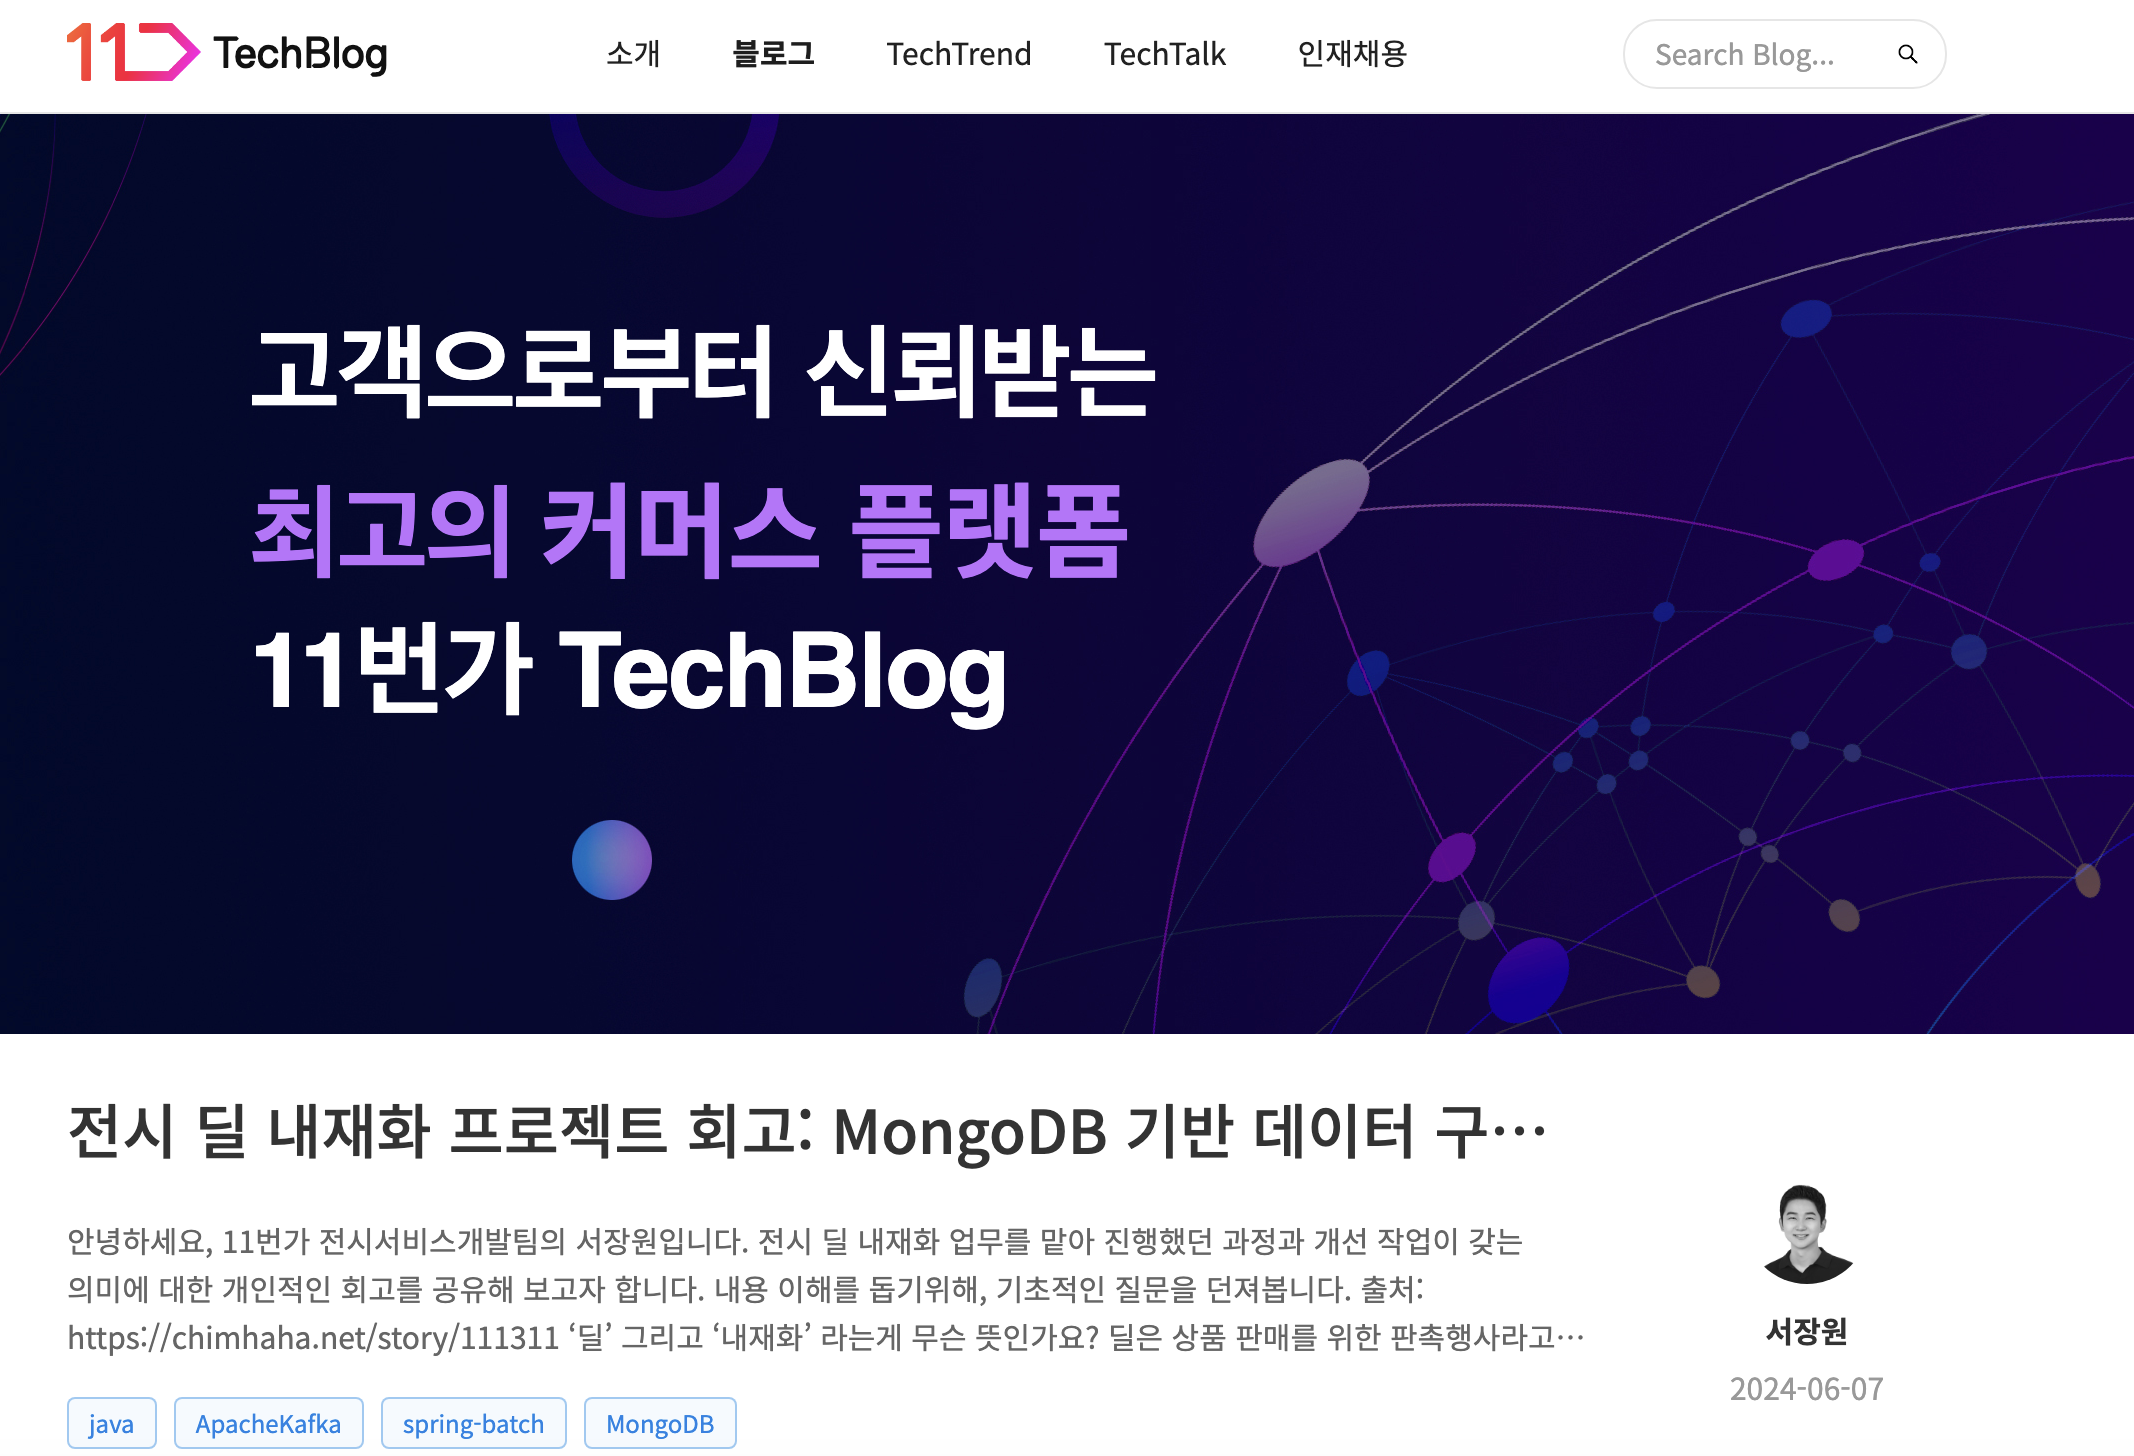 11 TechBlog
소개 블로그 TechTrend TechTalk 인재채용
Search Blog...
고객으로부터 신뢰받는
최고의 커머스 플랫폼
11번가 TechBlog
전시 딜 내재화 프로젝트 회고: MongoDB 기반 데이터 구…
안녕하세요, 11번가 전시서비스개발팀의 서장원입니다. 전시 딜 내재화 업무를 맡아 진행했던 과정과 개선 작업이 갖는
의미에 대한 개인적인 회고를 공유해 보고자 합니다. 내용 이해를 돕기위해, 기초적인 질문을 던져봅니다. 출처:
https://chimhaha.net/story/111311 ‘딜’ 그리고 ‘내재화’ 라는게 무슨 뜻인가요? 딜은 상품 판매를 위한 판촉행사라고…
java ApacheKafka spring-batch MongoDB
서장원
2024-06-07